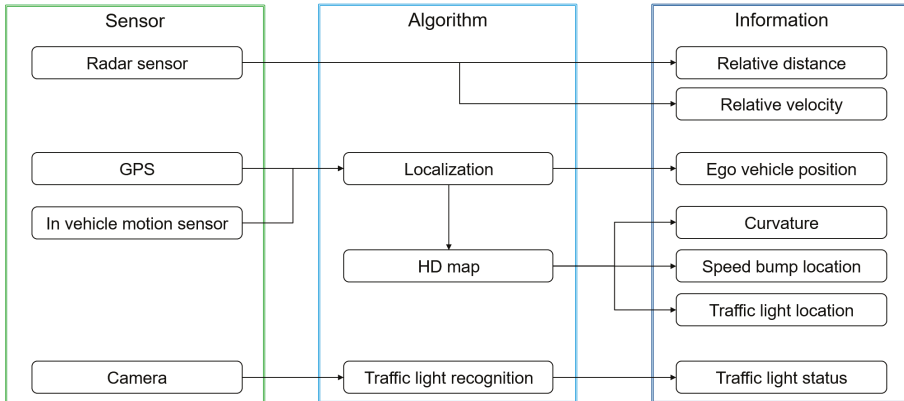 Sensor
Algorithm
Information
Radar sensor
Relative distance
Relative velocity
GPS
Localization
Ego vehicle position
In vehicle motion sensor
Curvature
HD map
Speed bump location
Traffic light location
Camera
Traffic light recognition
Traffic light status